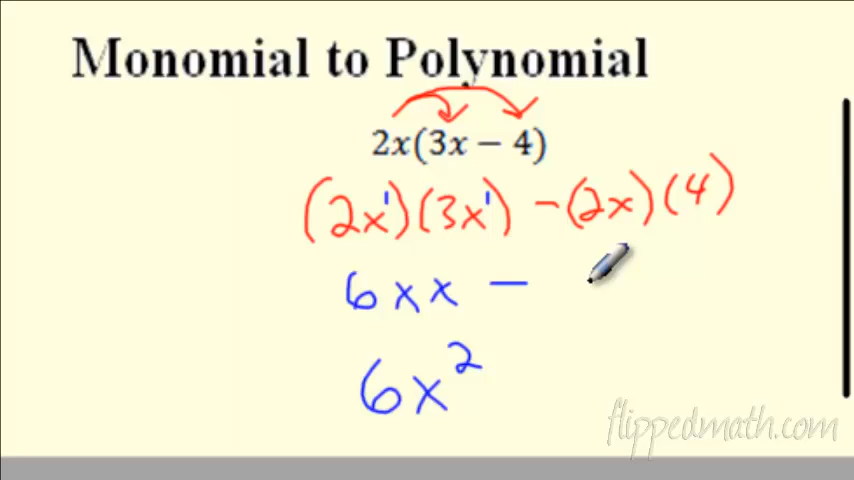 Monomial to Polynomial
2x(3x − 4)
(2x¹)(3x¹) − (2x)(4)
6xx −
6x²
flippedmath.com